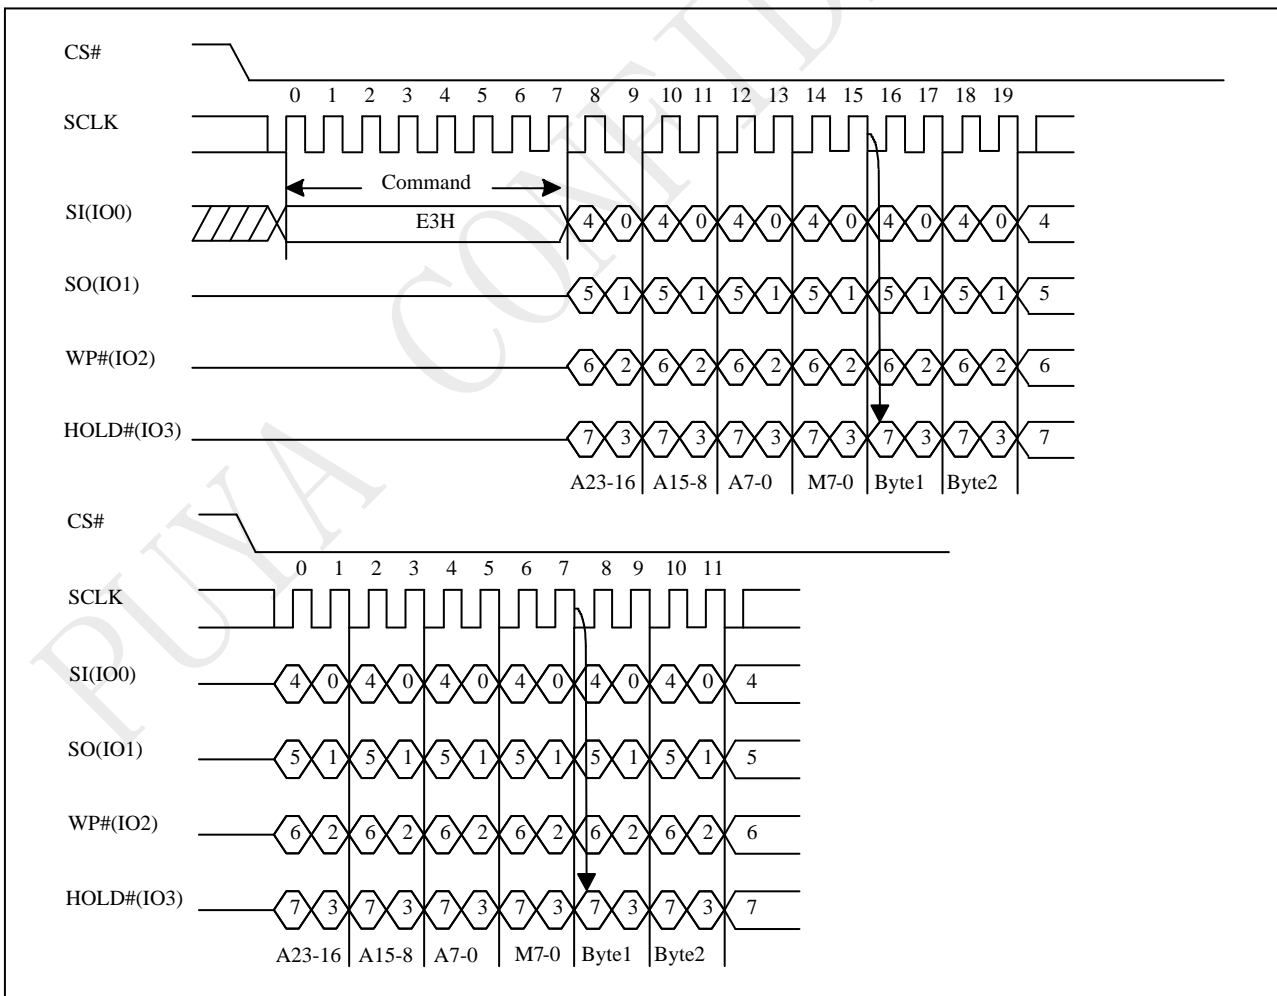 CS#
0 1 2 3 4 5 6 7 8 9 10 11 12 13 14 15 16 17 18 19
SCLK
Command
SI(IO0) E3H 4 0 4 0 4 0 4 0 4 0 4 0 4
SO(IO1) 5 1 5 1 5 1 5 1 5 1 5 1 5
WP#(IO2) 6 2 6 2 6 2 6 2 6 2 6 2 6
HOLD#(IO3) 7 3 7 3 7 3 7 3 7 3 7 3 7
A23-16 A15-8 A7-0 M7-0 Byte1 Byte2
CS#
0 1 2 3 4 5 6 7 8 9 10 11
SCLK
SI(IO0) 4 0 4 0 4 0 4 0 4 0 4 0 4
SO(IO1) 5 1 5 1 5 1 5 1 5 1 5 1 5
WP#(IO2) 6 2 6 2 6 2 6 2 6 2 6 2 6
HOLD#(IO3) 7 3 7 3 7 3 7 3 7 3 7 3 7
A23-16 A15-8 A7-0 M7-0 Byte1 Byte2
PUYA CONFID